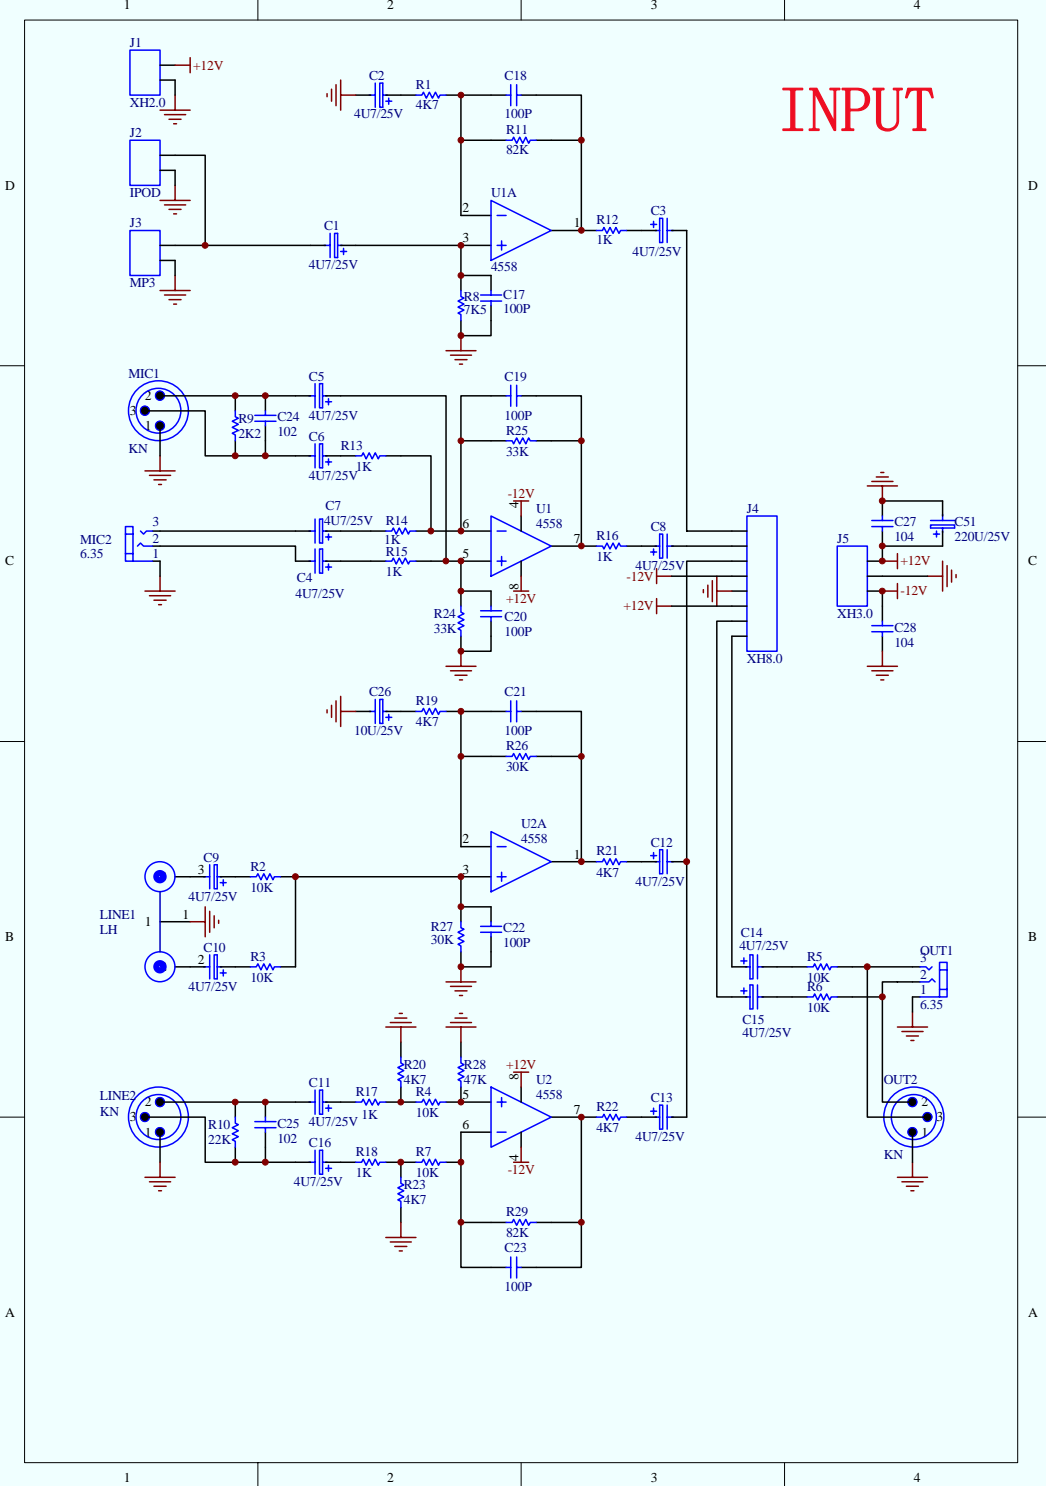 1 2 3 4
INPUT
J1
+12V
XH2.0
J2
IPOD
J3
MP3
C2
4U7/25V
R1
4K7
C18
100P
R11
82K
U1A
2
3
1
4558
C1
4U7/25V
R12
1K
C3
4U7/25V
R8
7K5
C17
100P
D D
MIC1
2
3
1
KN
R9
2K2
C24
102
C5
4U7/25V
C6
4U7/25V
R13
1K
C19
100P
R25
33K
-12V
4
U1
4558
6
5
7
8
+12V
MIC2
6.35
3
2
1
C7
4U7/25V
C4
4U7/25V
R14
1K
R15
1K
R24
33K
C20
100P
R16
1K
C8
4U7/25V
-12V
+12V
J4
XH8.0
J5
XH3.0
C27
104
C51
220U/25V
+12V
-12V
C28
104
C C
C26
10U/25V
R19
4K7
C21
100P
R26
30K
U2A
4558
2
3
1
R21
4K7
C12
4U7/25V
LINE1
LH
1
3
1
2
C9
4U7/25V
R2
10K
C10
4U7/25V
R3
10K
R27
30K
C22
100P
C14
4U7/25V
C15
4U7/25V
R5
10K
R6
10K
OUT1
3
2
1
6.35
B B
OUT2
2
3
1
KN
LINE2
KN
2
3
1
R10
22K
C25
102
C11
4U7/25V
C16
4U7/25V
R17
1K
R18
1K
R20
4K7
R4
10K
R7
10K
R23
4K7
R28
47K
+12V
8
U2
4558
5
6
7
4
-12V
R22
4K7
C13
4U7/25V
R29
82K
C23
100P
A A
1 2 3 4